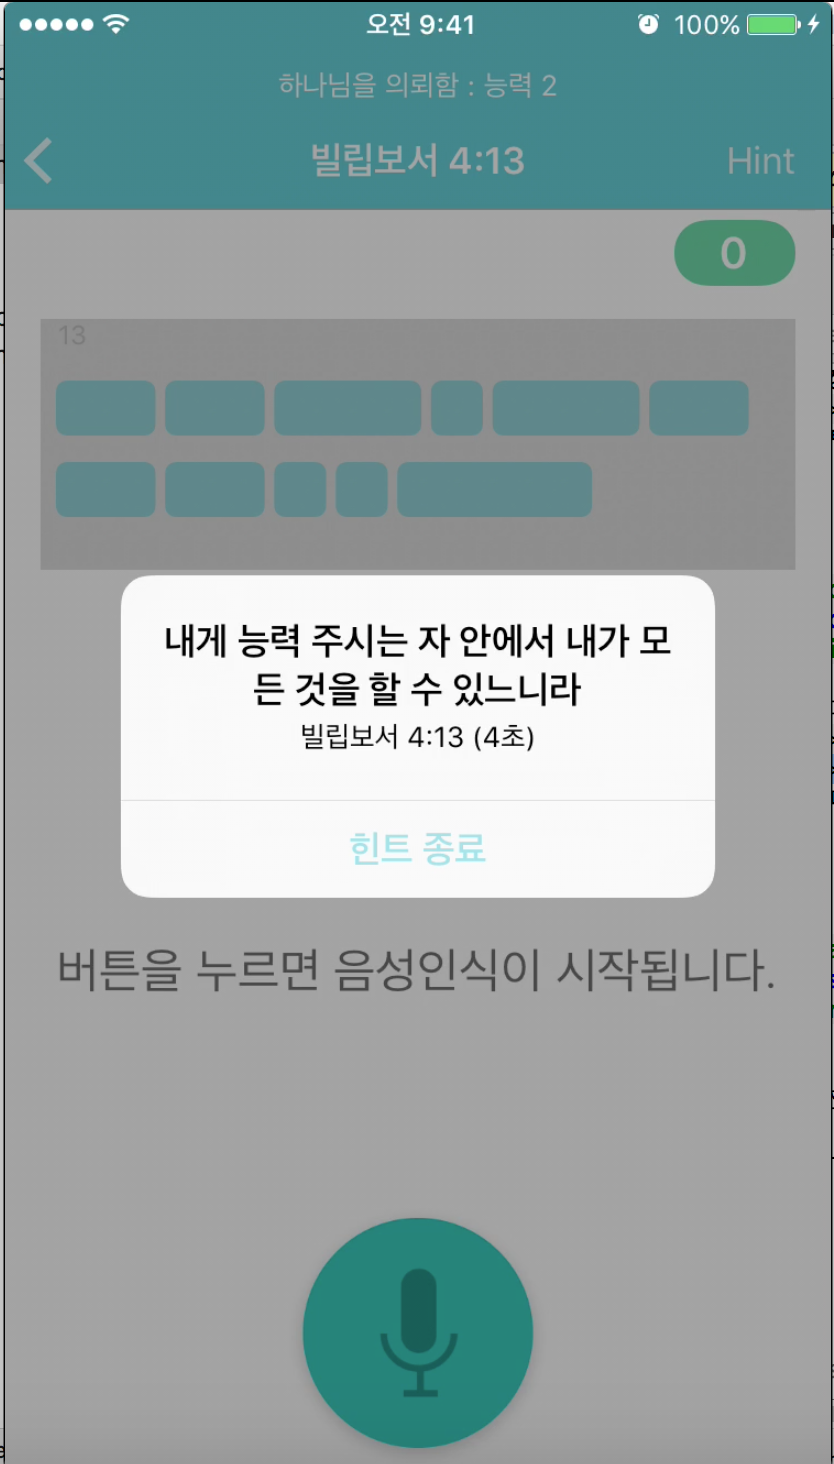 오전 9:41
100%
하나님을 의뢰함 : 능력 2
빌립보서 4:13
Hint
0
13
내게 능력 주시는 자 안에서 내가 모
든 것을 할 수 있느니라
빌립보서 4:13 (4초)
힌트 종료
버튼을 누르면 음성인식이 시작됩니다.